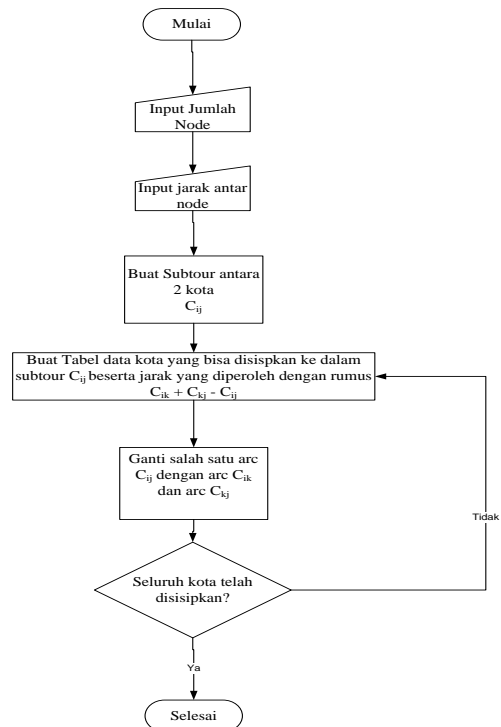 Mulai
Input Jumlah
Node
Input jarak antar
node
Buat Subtour antara
2 kota
Cij
Buat Tabel data kota yang bisa disispkan ke dalam
subtour Cij beserta jarak yang diperoleh dengan rumus
Cik + Ckj - Cij
Ganti salah satu arc
Cij dengan arc Cik
dan arc Ckj
Tidak
Seluruh kota telah
disisipkan?
Ya
Selesai